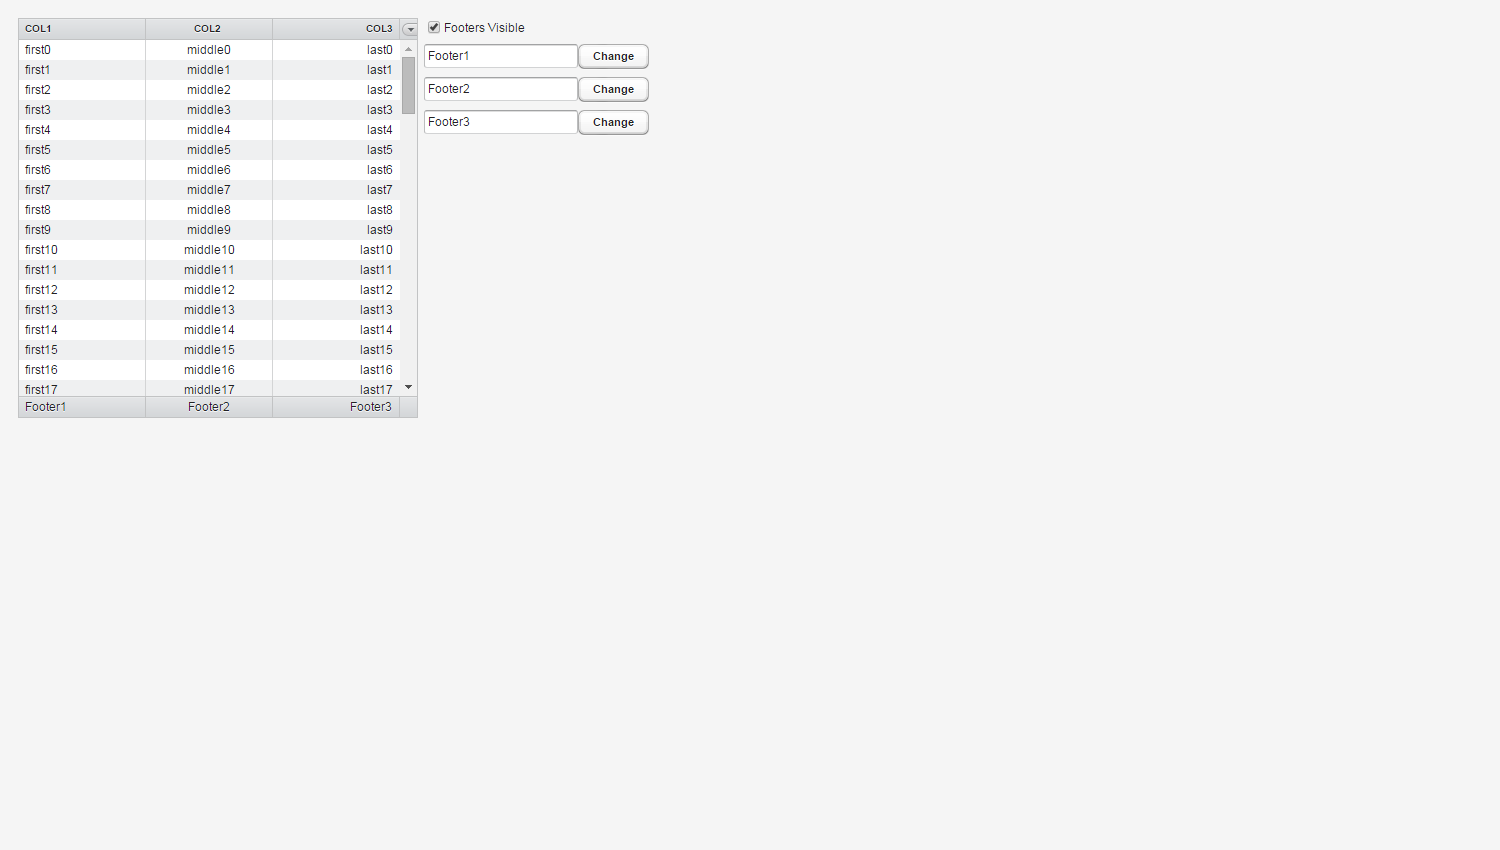 COL1 COL2 COL3
first0 middle0 last0
first1 middle1 last1
first2 middle2 last2
first3 middle3 last3
first4 middle4 last4
first5 middle5 last5
first6 middle6 last6
first7 middle7 last7
first8 middle8 last8
first9 middle9 last9
first10 middle10 last10
first11 middle11 last11
first12 middle12 last12
first13 middle13 last13
first14 middle14 last14
first15 middle15 last15
first16 middle16 last16
first17 middle17 last17
Footer1 Footer2 Footer3
Footers Visible
Footer1 Change
Footer2 Change
Footer3 Change